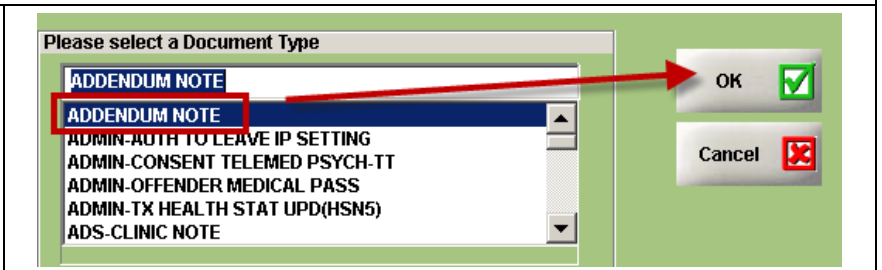 Please select a Document Type
ADDENDUM NOTE
ADDENDUM NOTE
ADMIN-AUTH TO LEAVE IP SETTING
ADMIN-CONSENT TELEMED PSYCH-TT
ADMIN-OFFENDER MEDICAL PASS
ADMIN-TX HEALTH STAT UPD(HSN5)
ADS-CLINIC NOTE
OK
Cancel